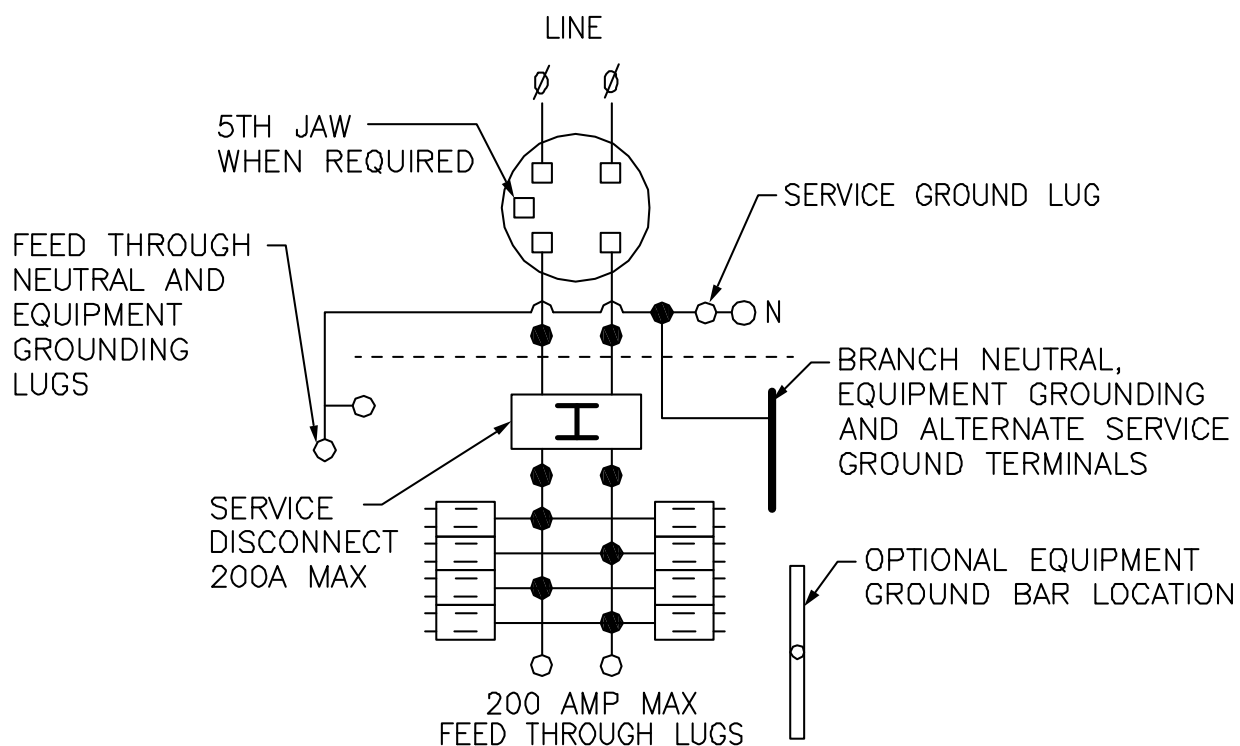 LINE
5TH JAW
WHEN REQUIRED
SERVICE GROUND LUG
FEED THROUGH
NEUTRAL AND
EQUIPMENT
GROUNDING
LUGS
N
BRANCH NEUTRAL,
EQUIPMENT GROUNDING
AND ALTERNATE SERVICE
GROUND TERMINALS
SERVICE
DISCONNECT
200A MAX
OPTIONAL EQUIPMENT
GROUND BAR LOCATION
200 AMP MAX
FEED THROUGH LUGS